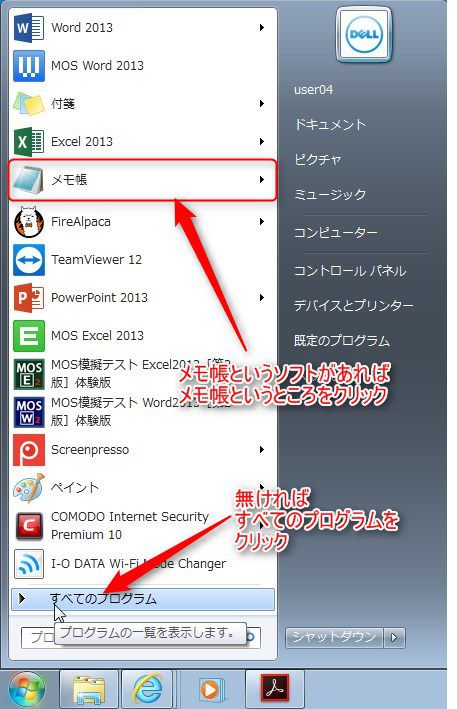 Word 2013
MOS Word 2013
付箋
Excel 2013
メモ帳
FireAlpaca
TeamViewer 12
PowerPoint 2013
MOS Excel 2013
MOS模擬テスト Excel2013［第2
版］体験版
MOS模擬テスト Word2013［第2
版］体験版
Screenpresso
ペイント
COMODO Internet Security
Premium 10
I-O DATA Wi-Fi Mode Changer
すべてのプログラム
プロ
プログラムの一覧を表示します。
DELL
user04
ドキュメント
ピクチャ
ミュージック
コンピューター
コントロール パネル
デバイスとプリンター
既定のプログラム
メモ帳というソフトがあれば
メモ帳というところをクリック
無ければ
すべてのプログラムを
クリック
シャットダウン